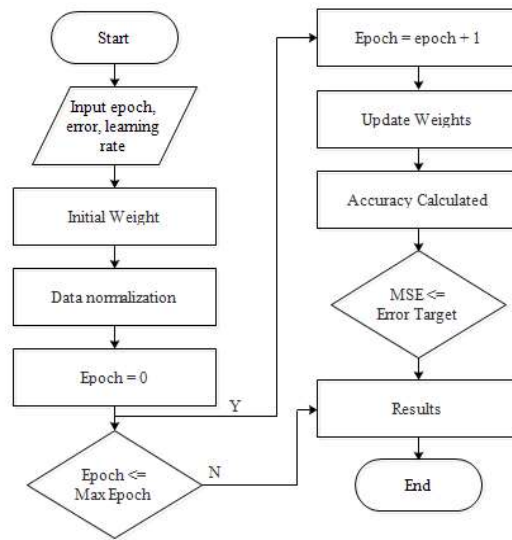 Start
Input epoch,
error, learning
rate
Initial Weight
Data normalization
Epoch = 0
Y
Epoch <=
Max Epoch
N
Epoch = epoch + 1
Update Weights
Accuracy Calculated
MSE <=
Error Target
Results
End